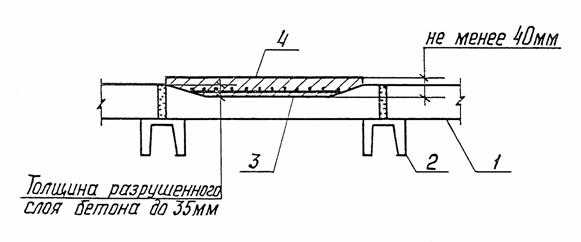 4
не менее 40мм
3
2
1
Толщина разрушенного
слоя бетона до 35мм